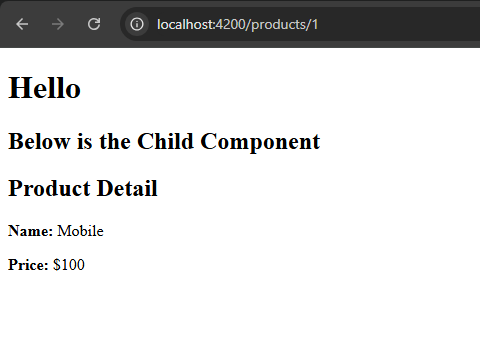 localhost:4200/products/1
Hello
Below is the Child Component
Product Detail
Name: Mobile
Price: $100